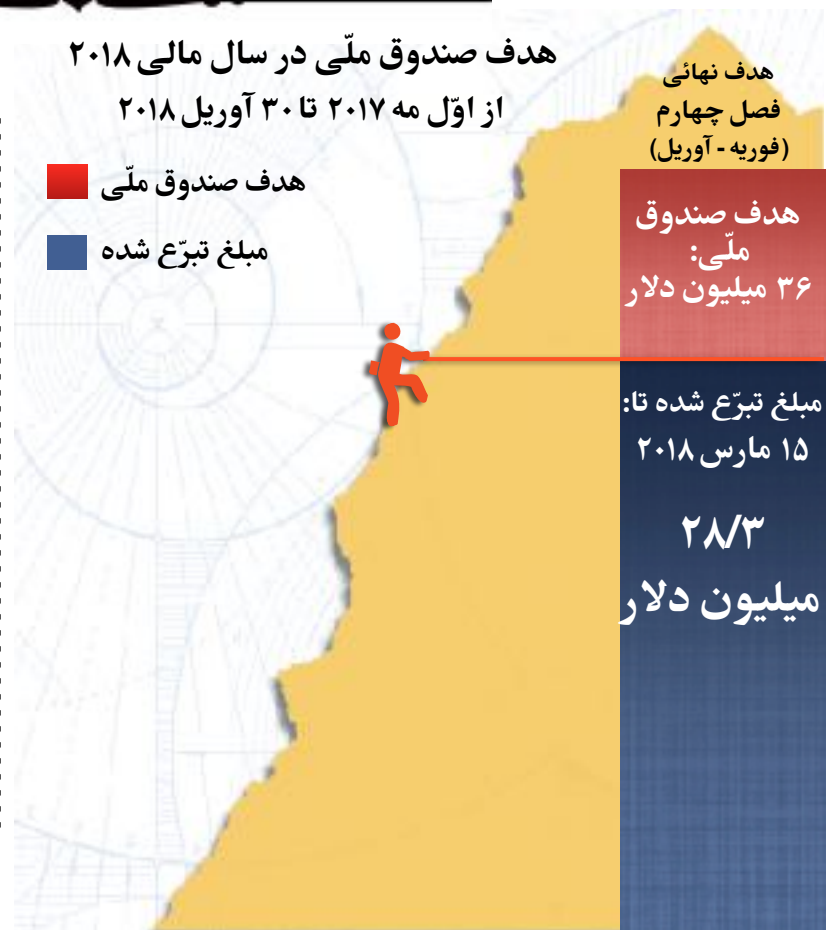 هدف صندوق ملّی در سال مالی ۲۰۱۸
از اوّل مه ۲۰۱۷ تا ۳۰ آوریل ۲۰۱۸
هدف صندوق ملّی
مبلغ تبرّع شده
هدف نهائی
فصل چهارم
(فوریه - آوریل)
هدف صندوق
ملّی:
۳۶ میلیون دلار
مبلغ تبرّع شده تا:
۱۵ مارس ۲۰۱۸
۲۸/۳
میلیون دلار